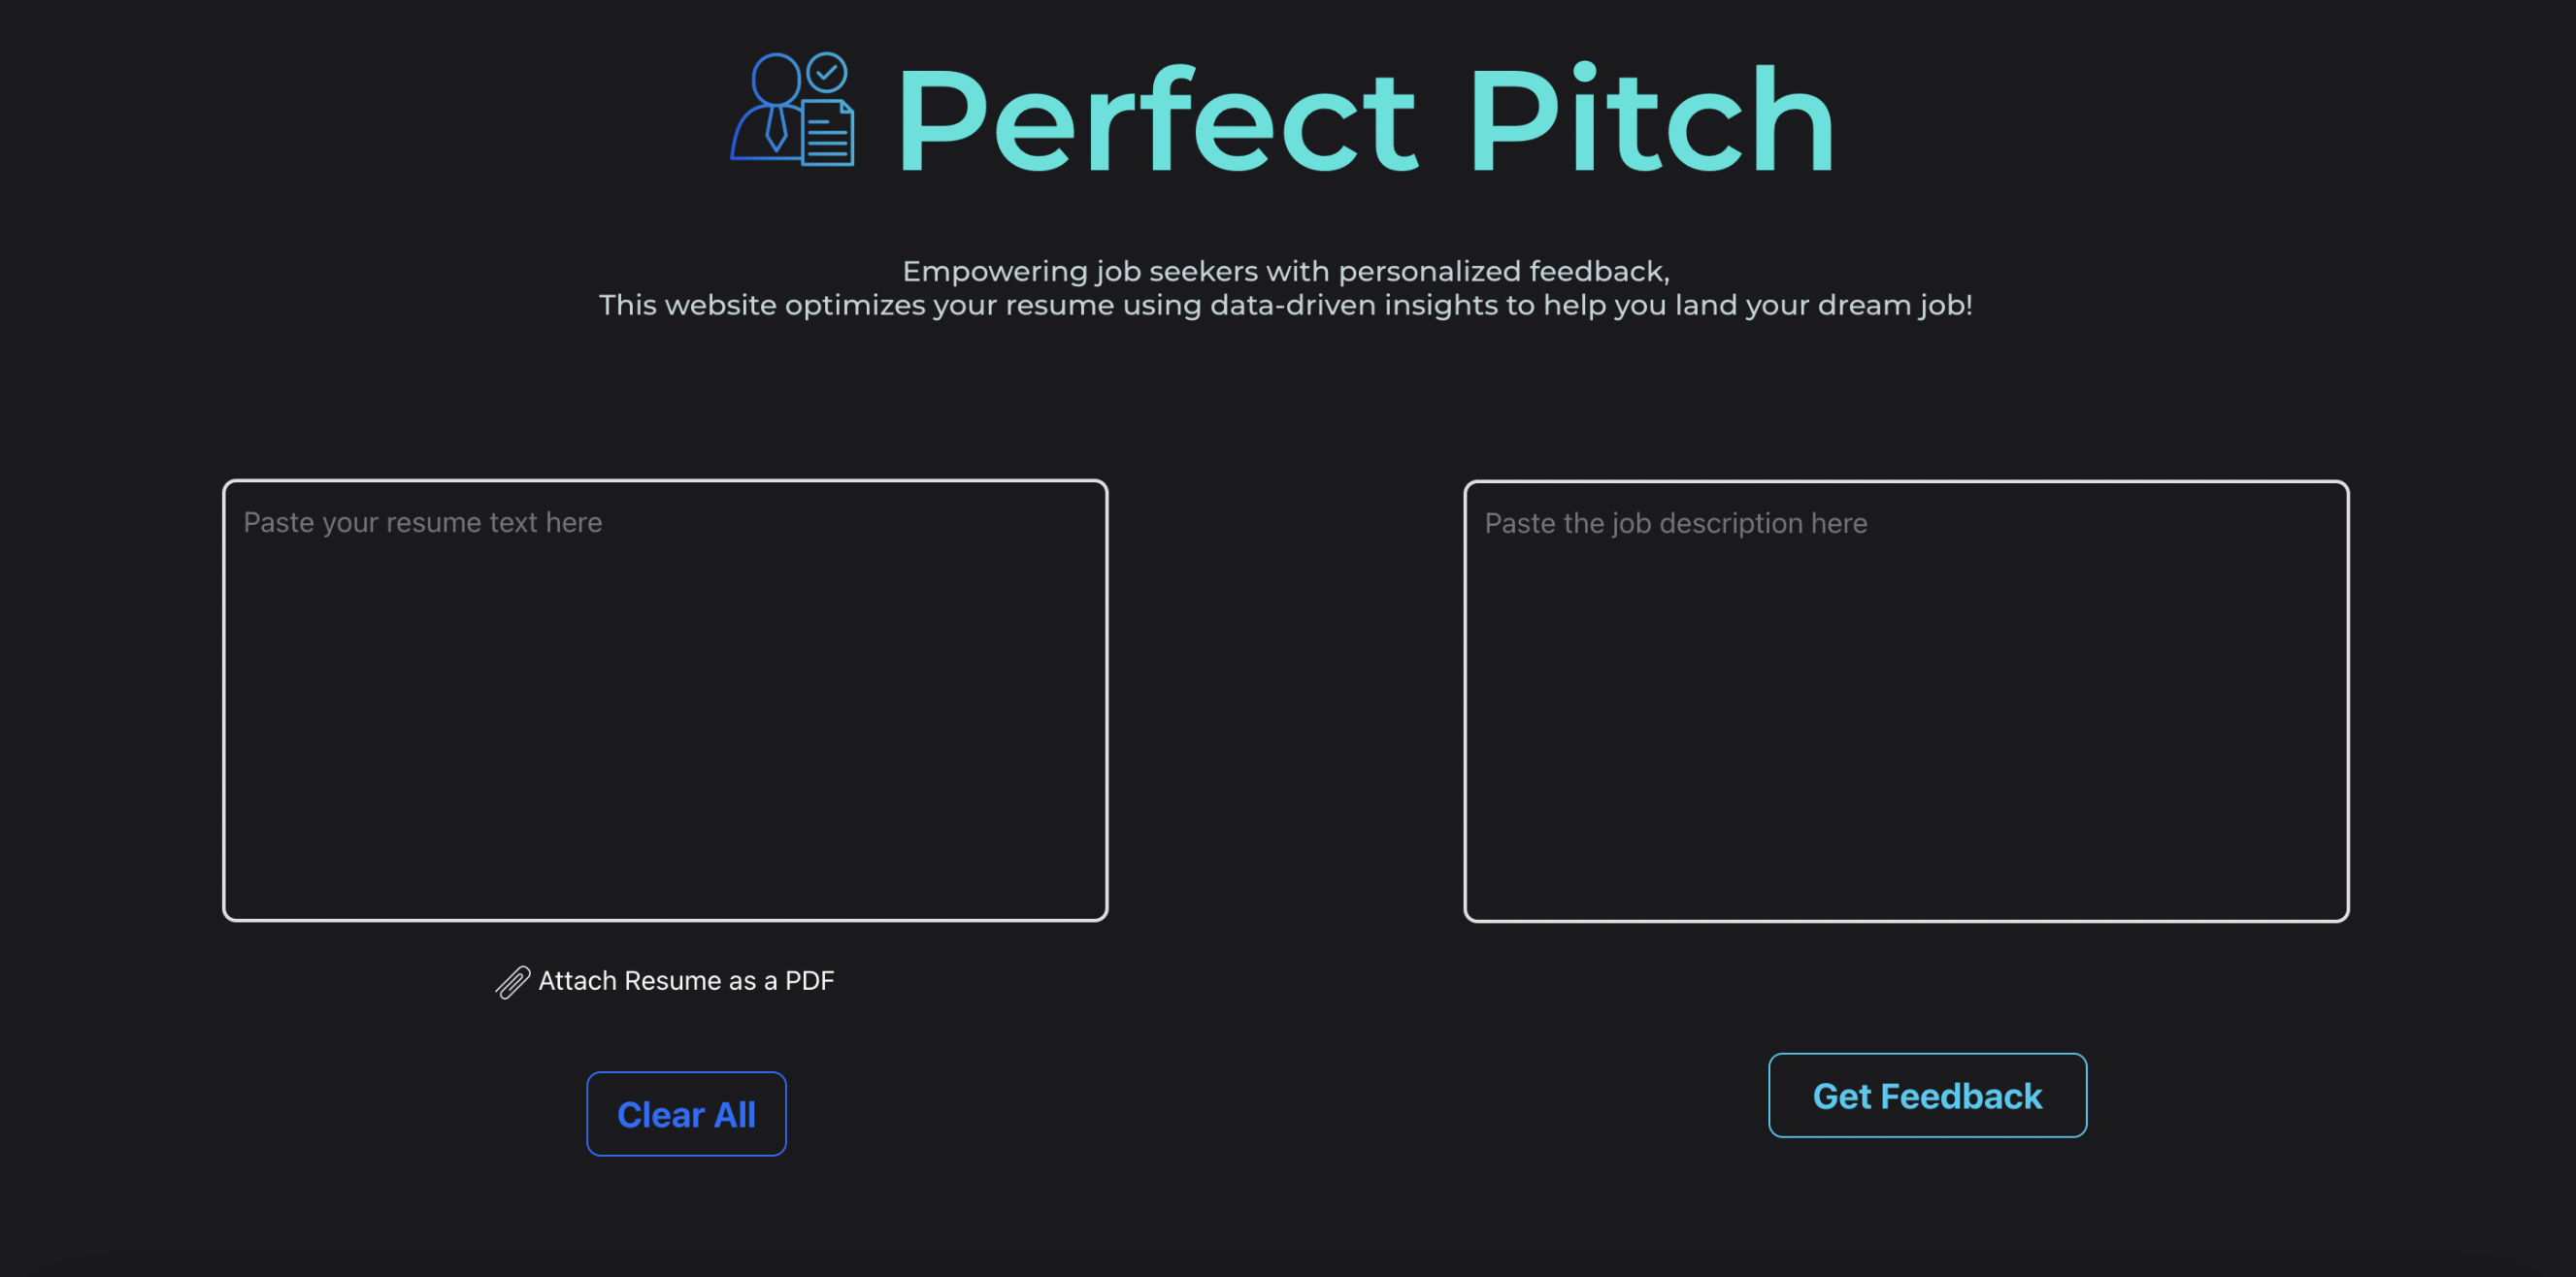 Perfect Pitch
Empowering job seekers with personalized feedback,
This website optimizes your resume using data-driven insights to help you land your dream job!
Paste your resume text here
Paste the job description here
Attach Resume as a PDF
Clear All
Get Feedback